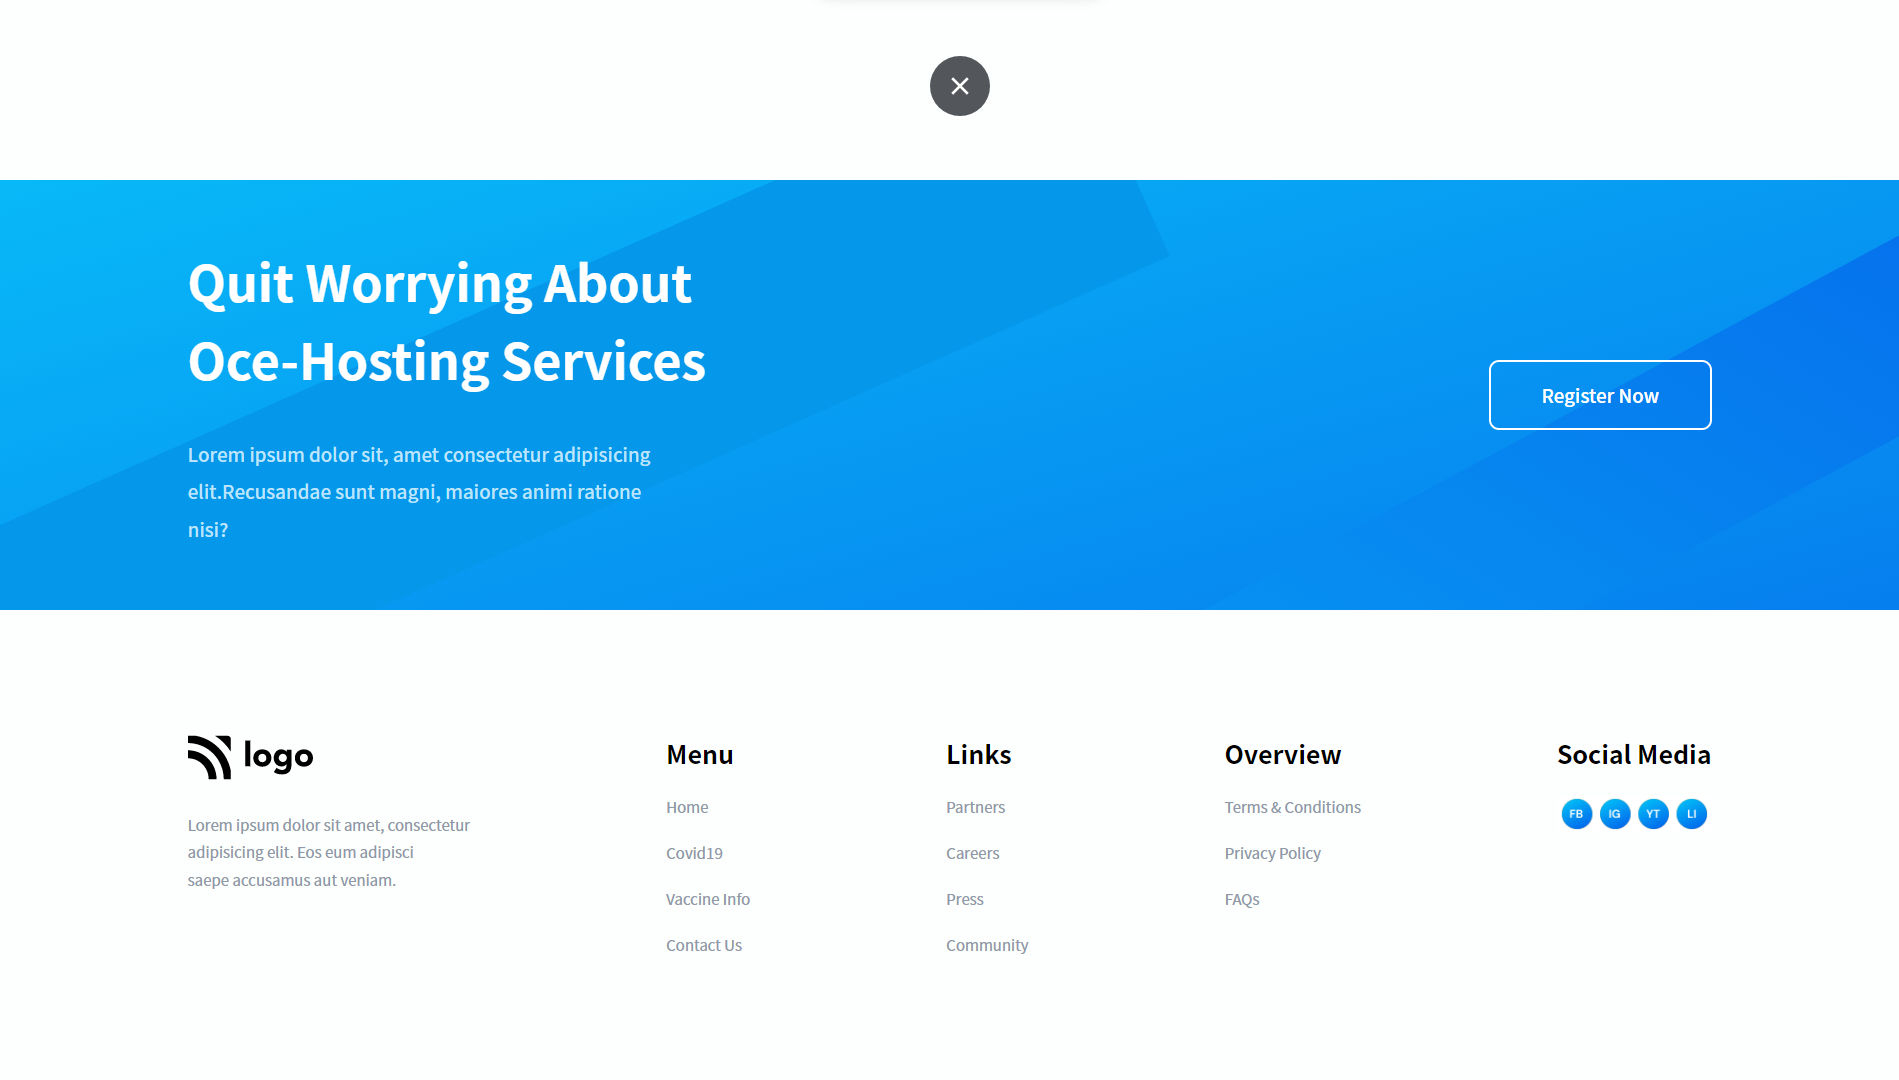 Quit Worrying About
Oce-Hosting Services
Lorem ipsum dolor sit, amet consectetur adipisicing
elit.Recusandae sunt magni, maiores animi ratione
nisi?
Register Now
logo
Lorem ipsum dolor sit amet, consectetur
adipisicing elit. Eos eum adipisci
saepe accusamus aut veniam.
Menu
Home
Covid19
Vaccine Info
Contact Us
Links
Partners
Careers
Press
Community
Overview
Terms & Conditions
Privacy Policy
FAQs
Social Media
FB IG YT LI